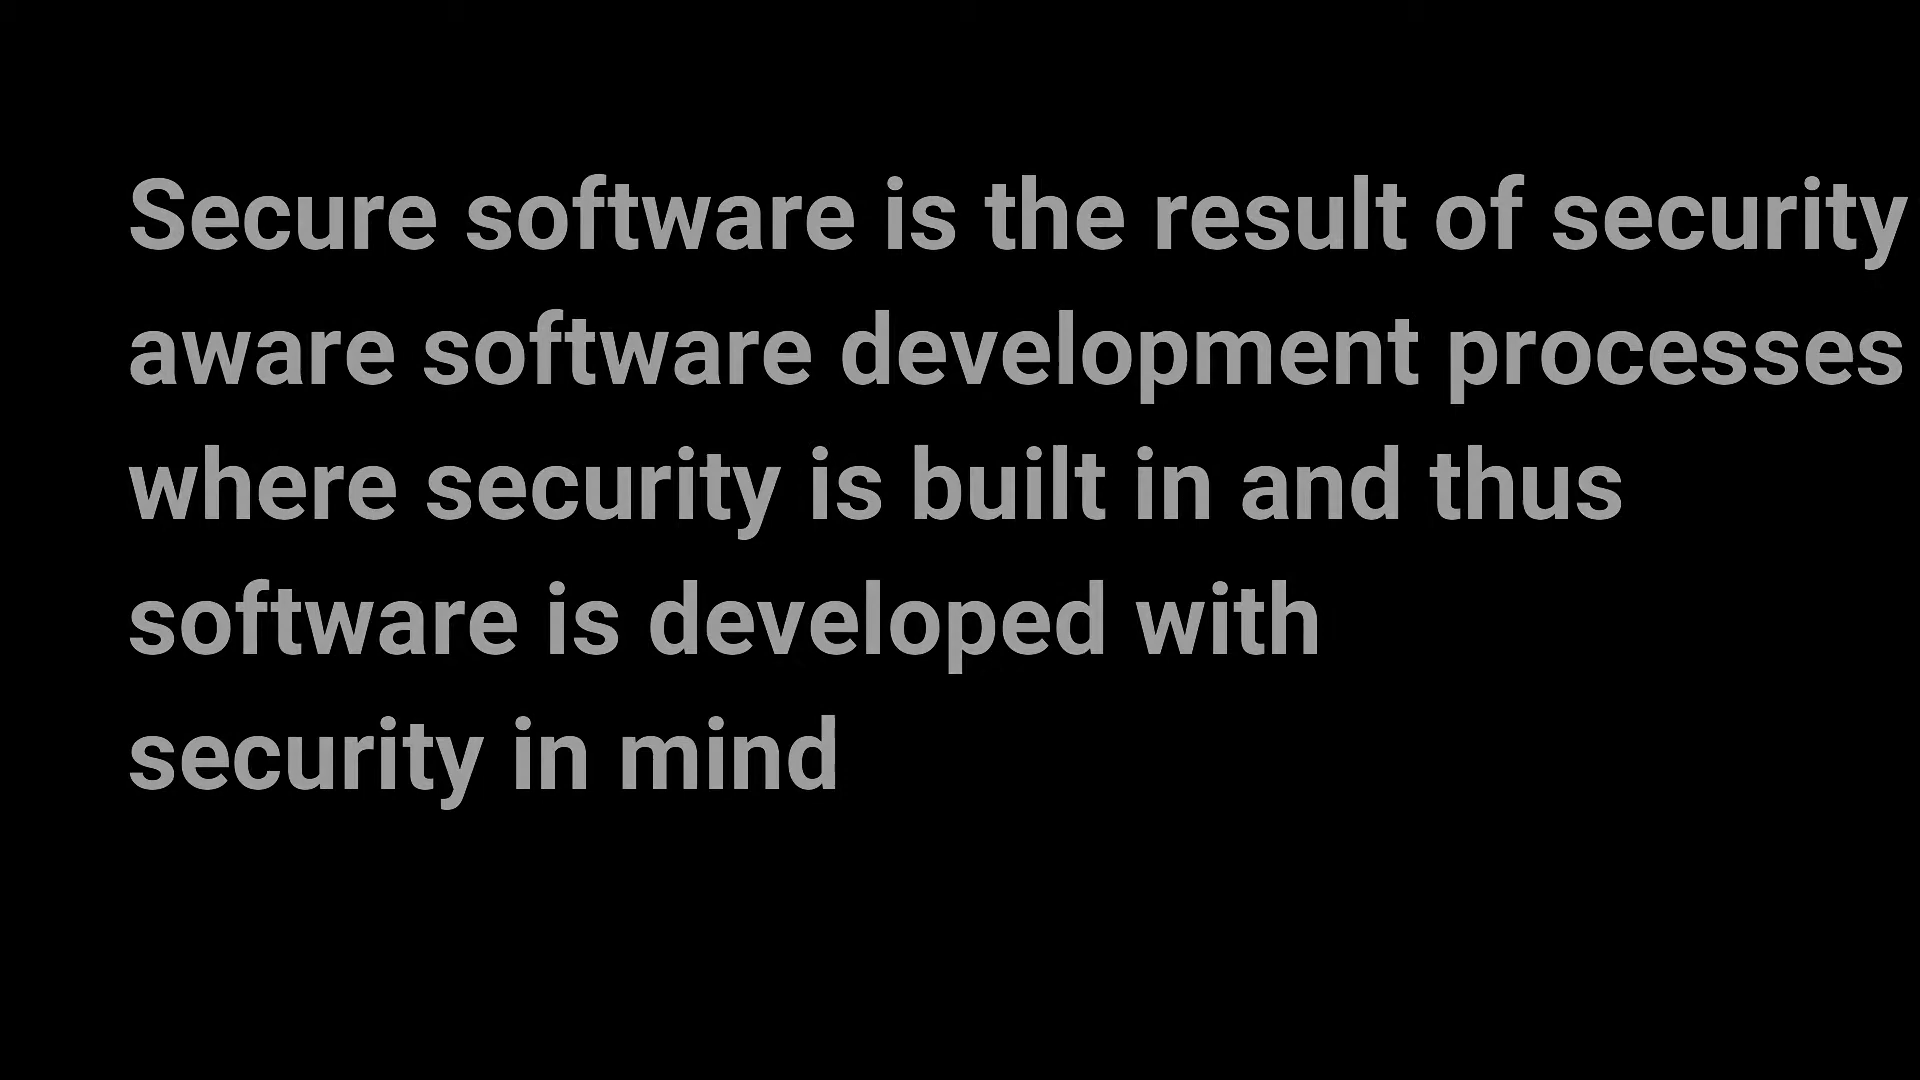 Secure software is the result of security
aware software development processes
where security is built in and thus
software is developed with
security in mind